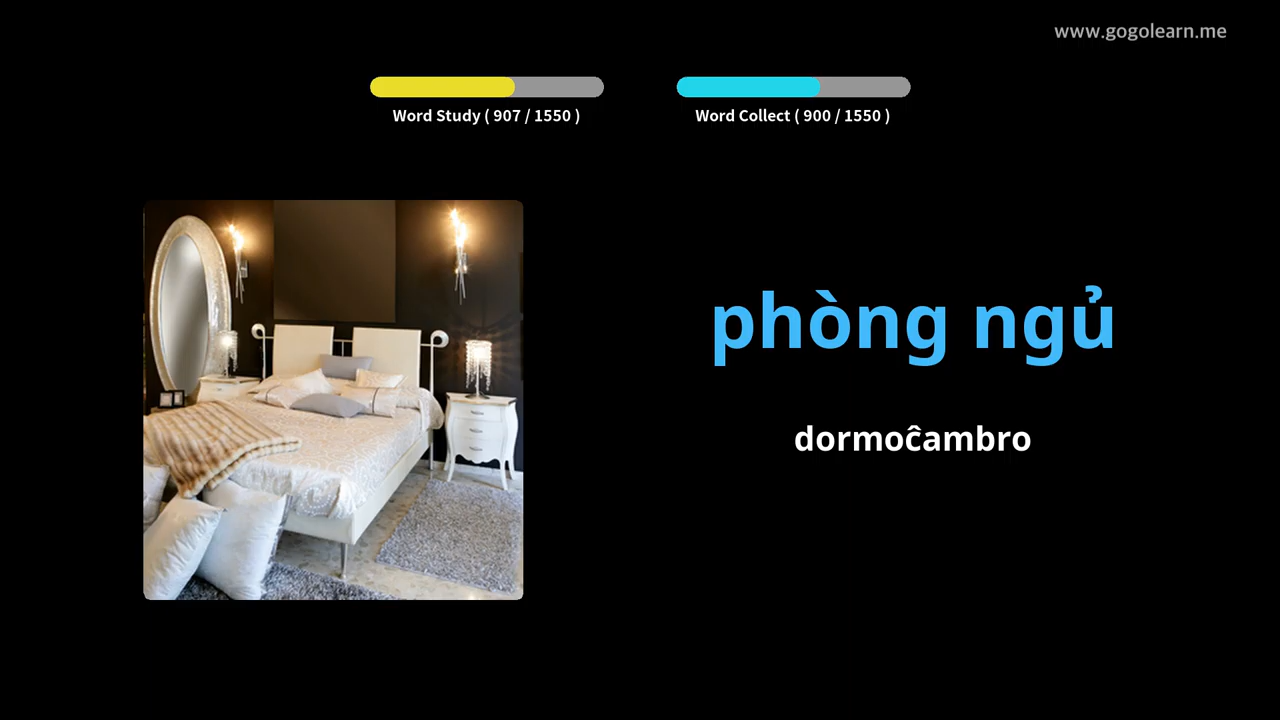 www.gogolearn.me
Word Study ( 907 / 1550 )
Word Collect ( 900 / 1550 )
phòng ngủ
dormoĉambro